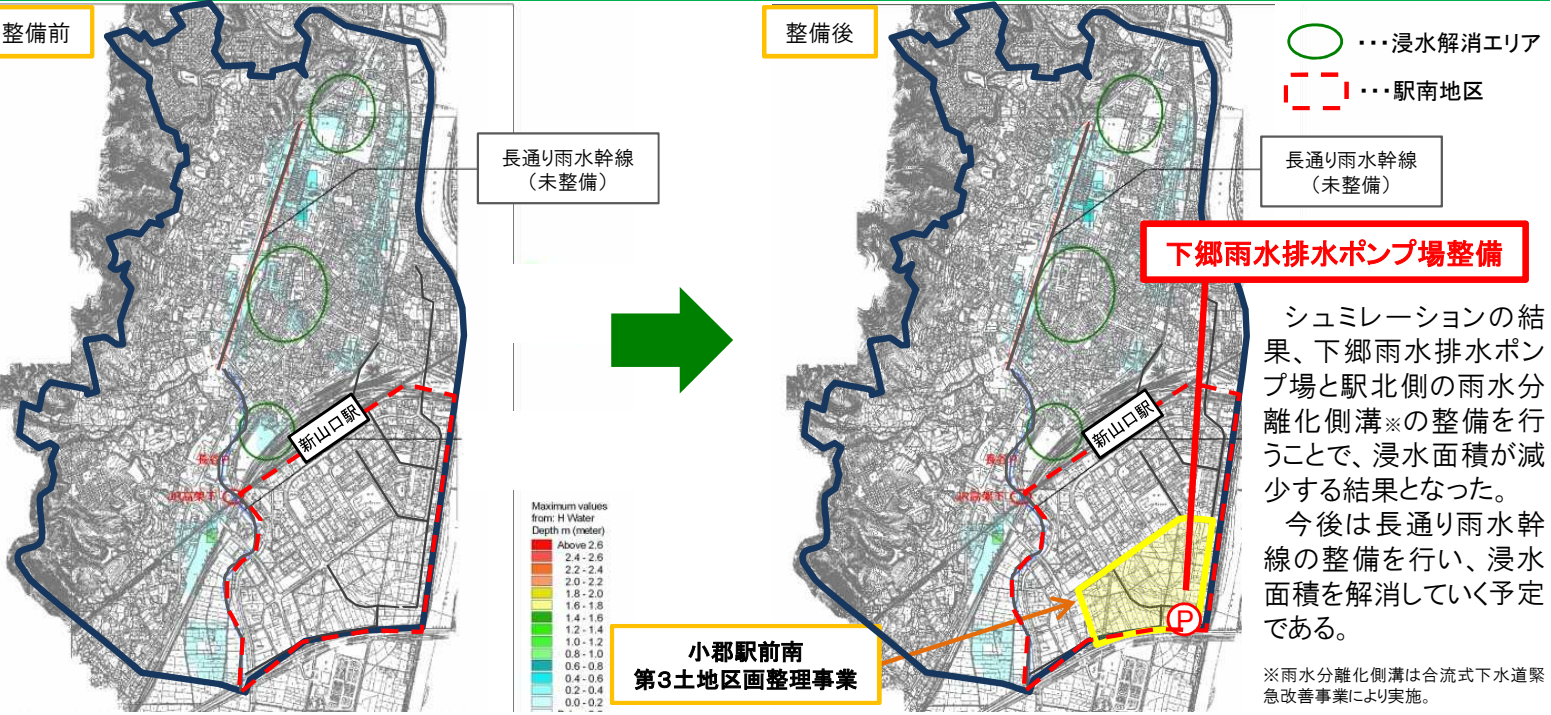 整備前
長通り雨水幹線
（未整備）
新山口駅
Maximum values
from: H Water
Depth m (meter)
Above 2.6
2.4 - 2.6
2.2 - 2.4
2.0 - 2.2
1.8 - 2.0
1.6 - 1.8
1.4 - 1.6
1.2 - 1.4
1.0 - 1.2
0.8 - 1.0
0.6 - 0.8
0.4 - 0.6
0.2 - 0.4
0.0 - 0.2
整備後
長通り雨水幹線
（未整備）
新山口駅
小郡駅前南
第3土地区画整理事業
P
・・・浸水解消エリア
・・・駅南地区
下郷雨水排水ポンプ場整備
シュミレーションの結
果、下郷雨水排水ポン
プ場と駅北側の雨水分
離化側溝※の整備を行
うことで、浸水面積が減
少する結果となった。
今後は長通り雨水幹
線の整備を行い、浸水
面積を解消していく予定
である。
※雨水分離化側溝は合流式下水道緊
急改善事業により実施。